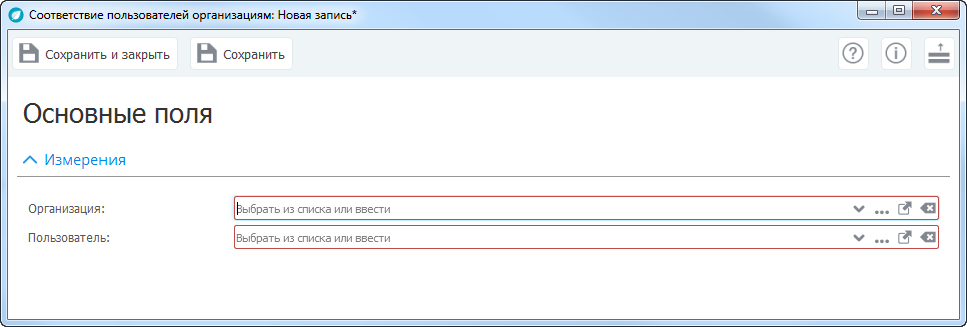 Соответствие пользователей организациям: Новая запись*
Сохранить и закрыть Сохранить
Основные поля
Измерения
Организация: Выбрать из списка или ввести
Пользователь: Выбрать из списка или ввести